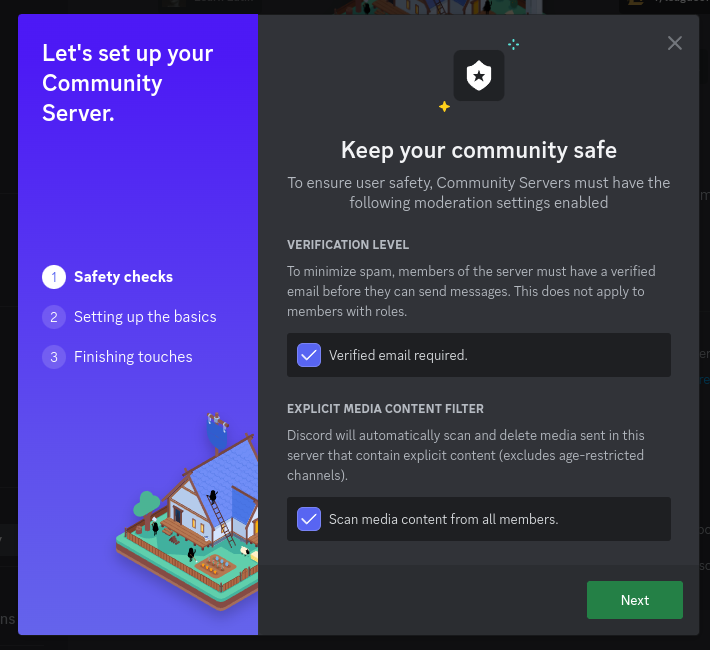 Let's set up your
Community
Server.
1 Safety checks
2 Setting up the basics
3 Finishing touches
Keep your community safe
To ensure user safety, Community Servers must have the
following moderation settings enabled
VERIFICATION LEVEL
To minimize spam, members of the server must have a verified
email before they can send messages. This does not apply to
members with roles.
Verified email required.
EXPLICIT MEDIA CONTENT FILTER
Discord will automatically scan and delete media sent in this
server that contain explicit content (excludes age-restricted
channels).
Scan media content from all members.
Next